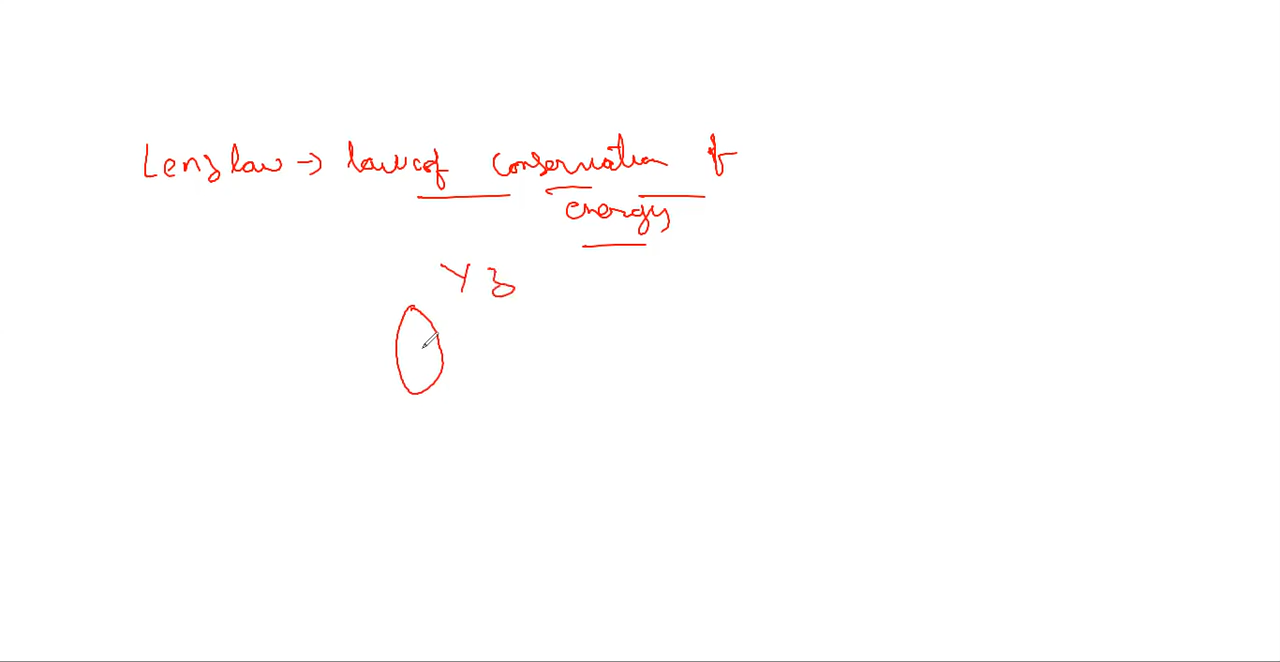 Lenz law → law of conservation of
energy
Y Z